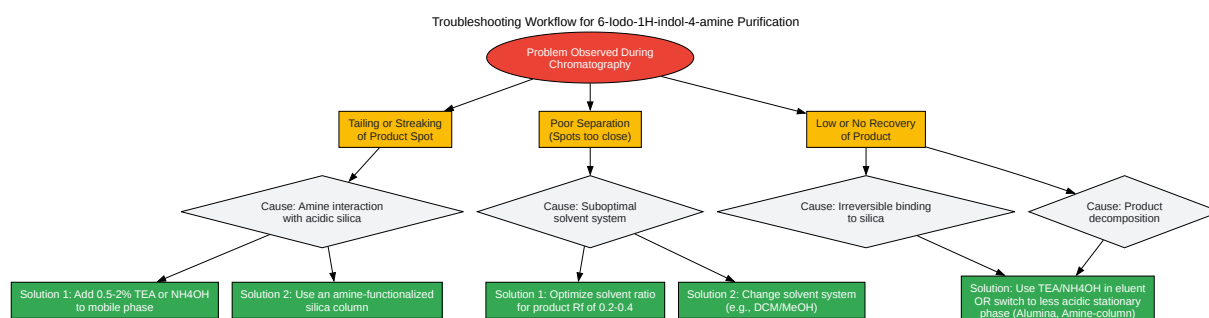 Troubleshooting Workflow for 6-Iodo-1H-indol-4-amine Purification
Problem Observed During
Chromatography
Tailing or Streaking
of Product Spot
Poor Separation
(Spots too close)
Low or No Recovery
of Product
Cause: Amine interaction
with acidic silica
Cause: Suboptimal
solvent system
Cause: Irreversible binding
to silica
Cause: Product
decomposition
Solution 1: Add 0.5-2% TEA or NH4OH
to mobile phase
Solution 2: Use an amine-functionalized
silica column
Solution 1: Optimize solvent ratio
for product Rf of 0.2-0.4
Solution 2: Change solvent system
(e.g., DCM/MeOH)
Solution: Use TEA/NH4OH in eluent
OR switch to less acidic stationary
phase (Alumina, Amine-column)